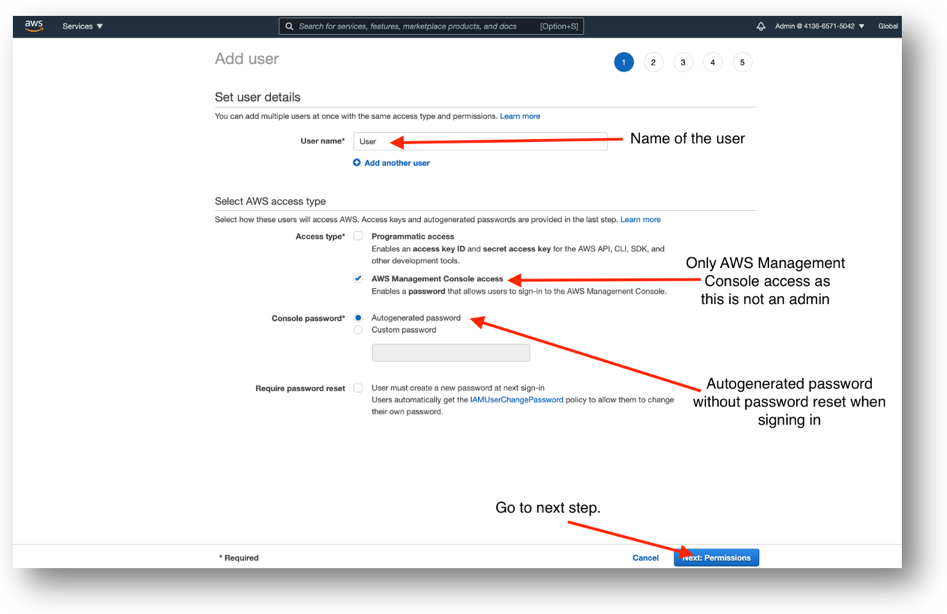 aws Services Search for services, features, marketplace products, and docs [Option+S] Admin @ 4136-6571-5042 Global
Add user 1 2 3 4 5
Set user details
You can add multiple users at once with the same access type and permissions. Learn more
User name* User
Name of the user
Add another user
Select AWS access type
Select how these users will access AWS. Access keys and autogenerated passwords are provided in the last step. Learn more
Access type* Programmatic access
Enables an access key ID and secret access key for the AWS API, CLI, SDK, and
other development tools.
AWS Management Console access
Enables a password that allows users to sign-in to the AWS Management Console.
Only AWS Management
Console access as
this is not an admin
Console password* Autogenerated password
Custom password
Require password reset User must create a new password at next sign-in
Users automatically get the IAMUserChangePassword policy to allow them to change
their own password.
Autogenerated password
without password reset when
signing in
Go to next step.
* Required Cancel Next: Permissions